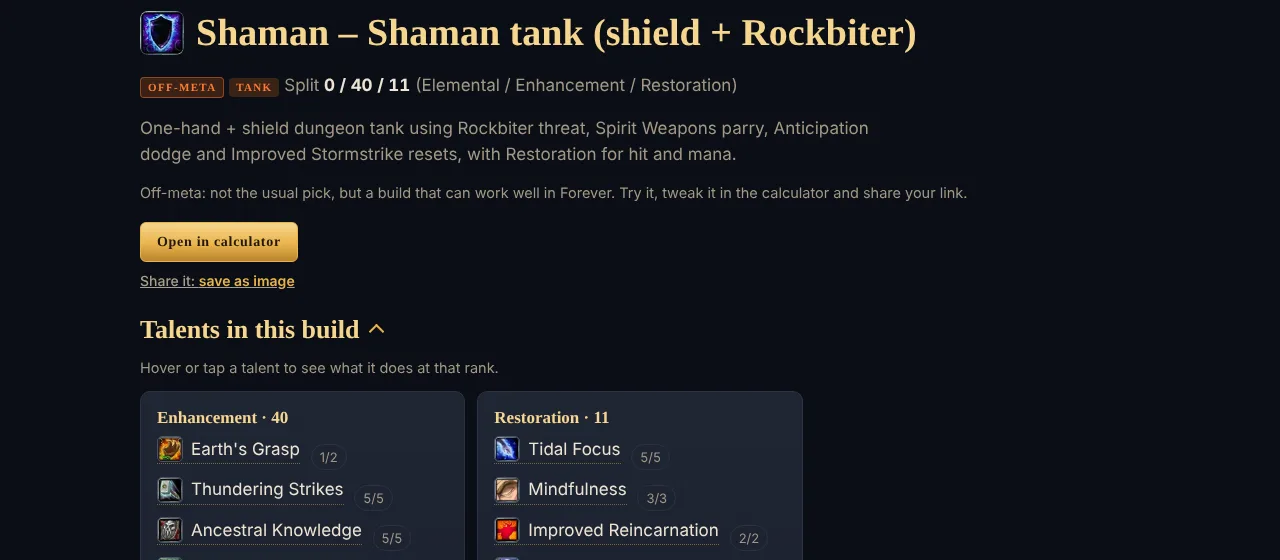 Shaman – Shaman tank (shield + Rockbiter)
OFF-META TANK Split 0 / 40 / 11 (Elemental / Enhancement / Restoration)
One-hand + shield dungeon tank using Rockbiter threat, Spirit Weapons parry, Anticipation
dodge and Improved Stormstrike resets, with Restoration for hit and mana.
Off-meta: not the usual pick, but a build that can work well in Forever. Try it, tweak it in the calculator and share your link.
Open in calculator
Share it: save as image
Talents in this build
Hover or tap a talent to see what it does at that rank.
Enhancement · 40
Earth's Grasp 1/2
Thundering Strikes 5/5
Ancestral Knowledge 5/5
Restoration · 11
Tidal Focus 5/5
Mindfulness 3/3
Improved Reincarnation 2/2